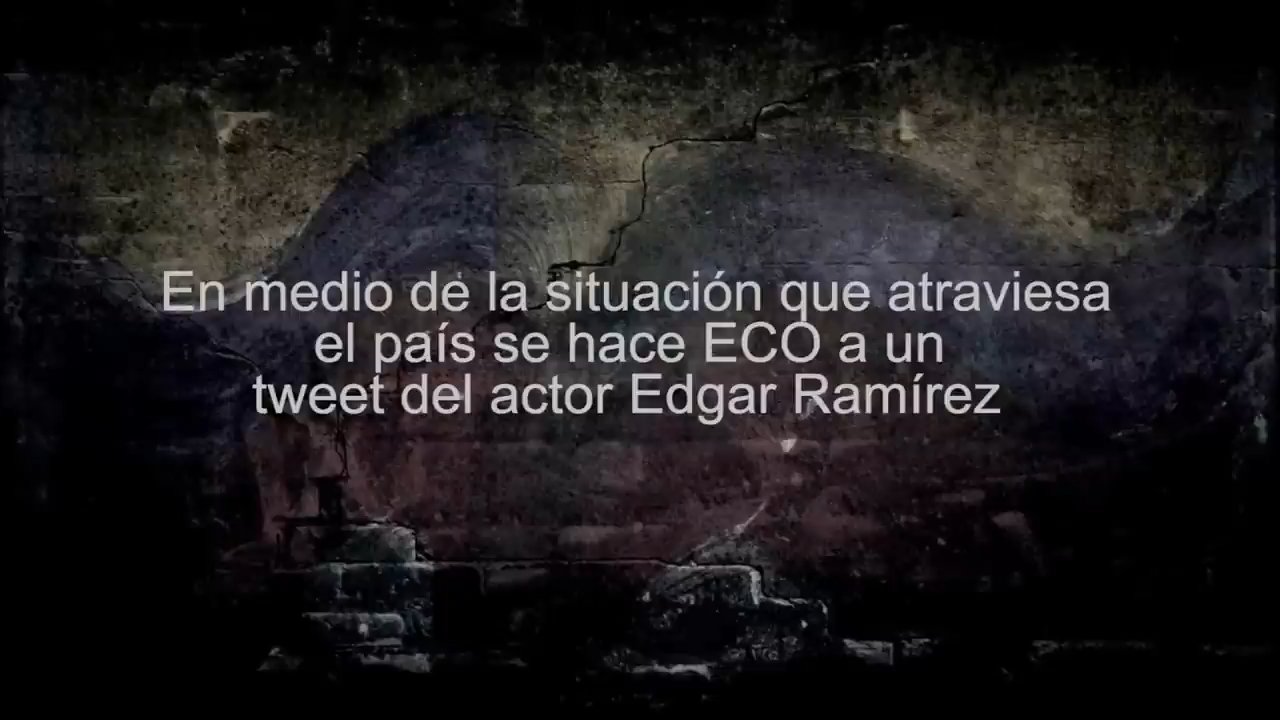 En medio de la situación que atraviesa
el país se hace ECO a un
tweet del actor Edgar Ramírez